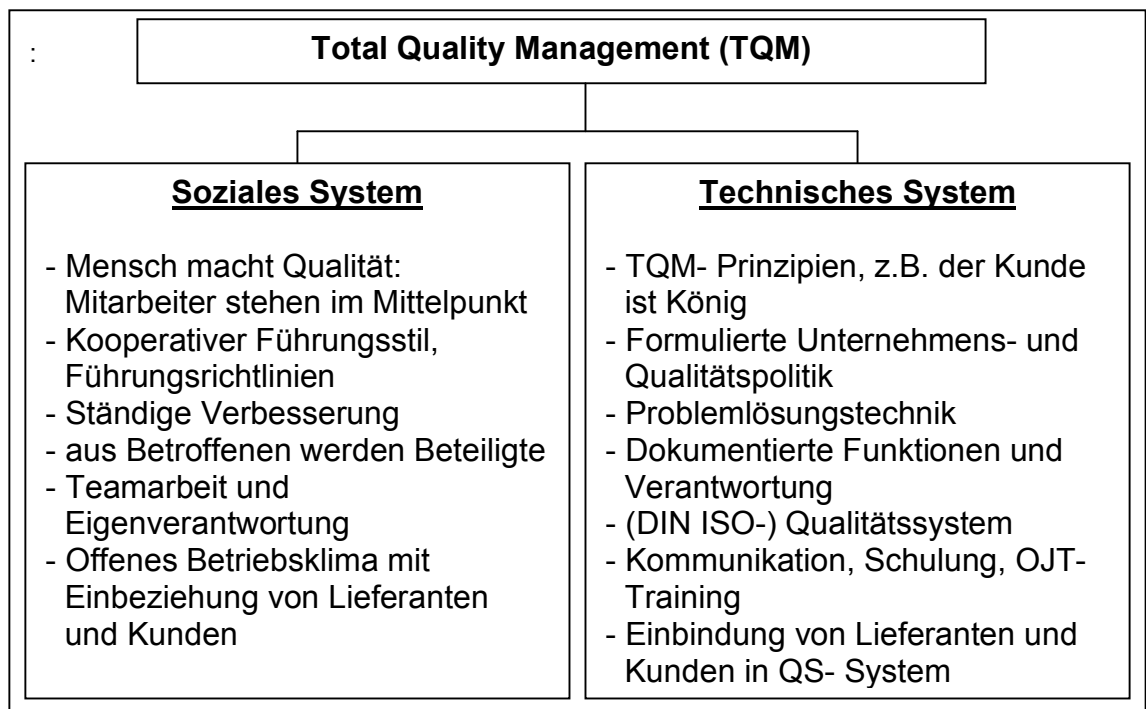 :
Total Quality Management (TQM)
Soziales System
- Mensch macht Qualität:
Mitarbeiter stehen im Mittelpunkt
- Kooperativer Führungsstil,
Führungsrichtlinien
- Ständige Verbesserung
- aus Betroffenen werden Beteiligte
- Teamarbeit und
Eigenverantwortung
- Offenes Betriebsklima mit
Einbeziehung von Lieferanten
und Kunden
Technisches System
- TQM- Prinzipien, z.B. der Kunde
ist König
- Formulierte Unternehmens- und
Qualitätspolitik
- Problemlösungstechnik
- Dokumentierte Funktionen und
Verantwortung
- (DIN ISO-) Qualitätssystem
- Kommunikation, Schulung, OJT-
Training
- Einbindung von Lieferanten und
Kunden in QS- System